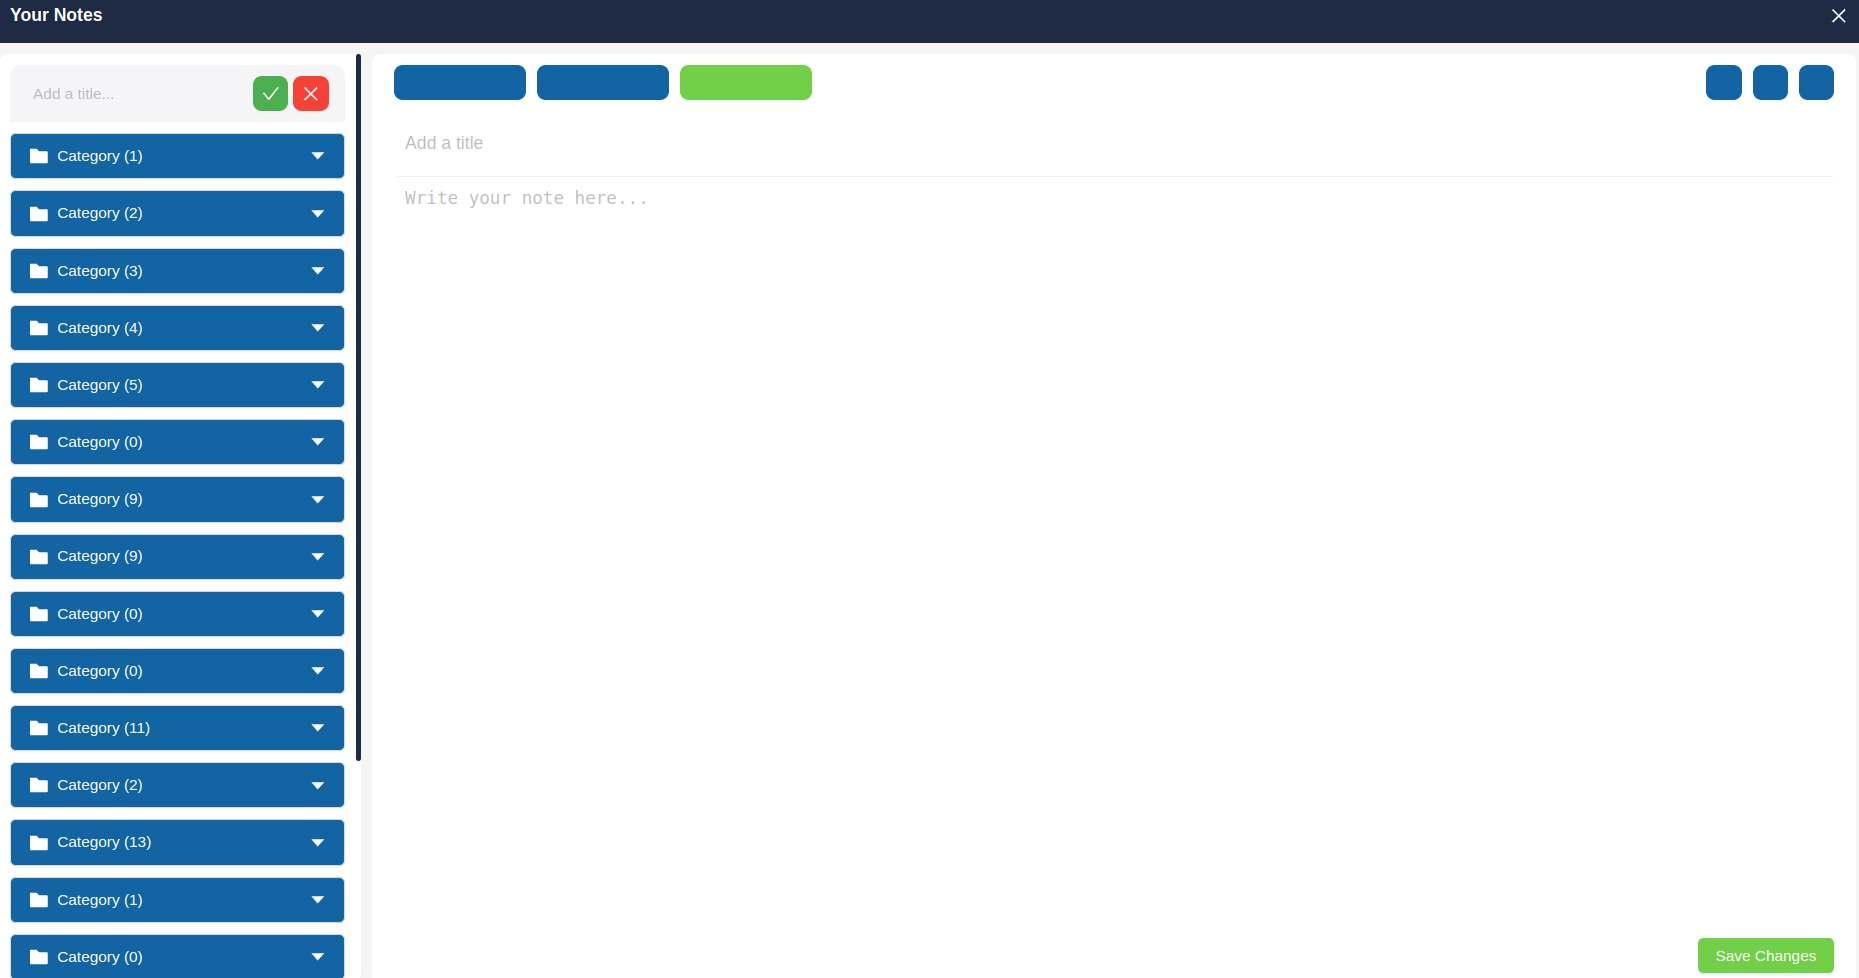 Your Notes
Add a title...
Category (1)
Category (2)
Category (3)
Category (4)
Category (5)
Category (0)
Category (9)
Category (9)
Category (0)
Category (0)
Category (11)
Category (2)
Category (13)
Category (1)
Category (0)
Add a title
Write your note here...
Save Changes